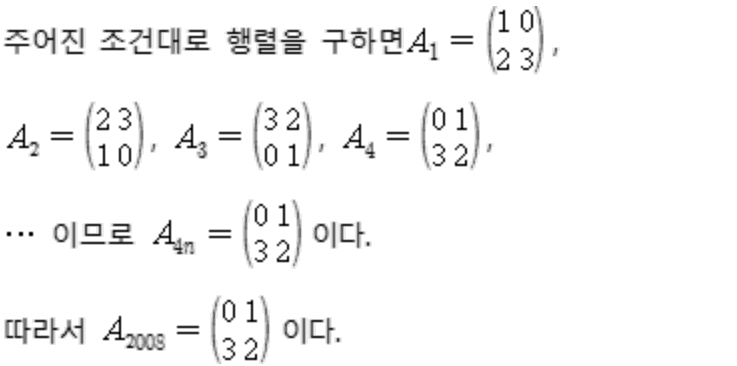 주어진 조건대로 행렬을 구하면 A₁ = (1 0
2 3) ,
A₂ = (2 3
1 0) , A₃ = (3 2
0 1) , A₄ = (0 1
3 2) ,
⋯ 이므로 A₄ₙ = (0 1
3 2) 이다.
따라서 A₂₀₀₈ = (0 1
3 2) 이다.